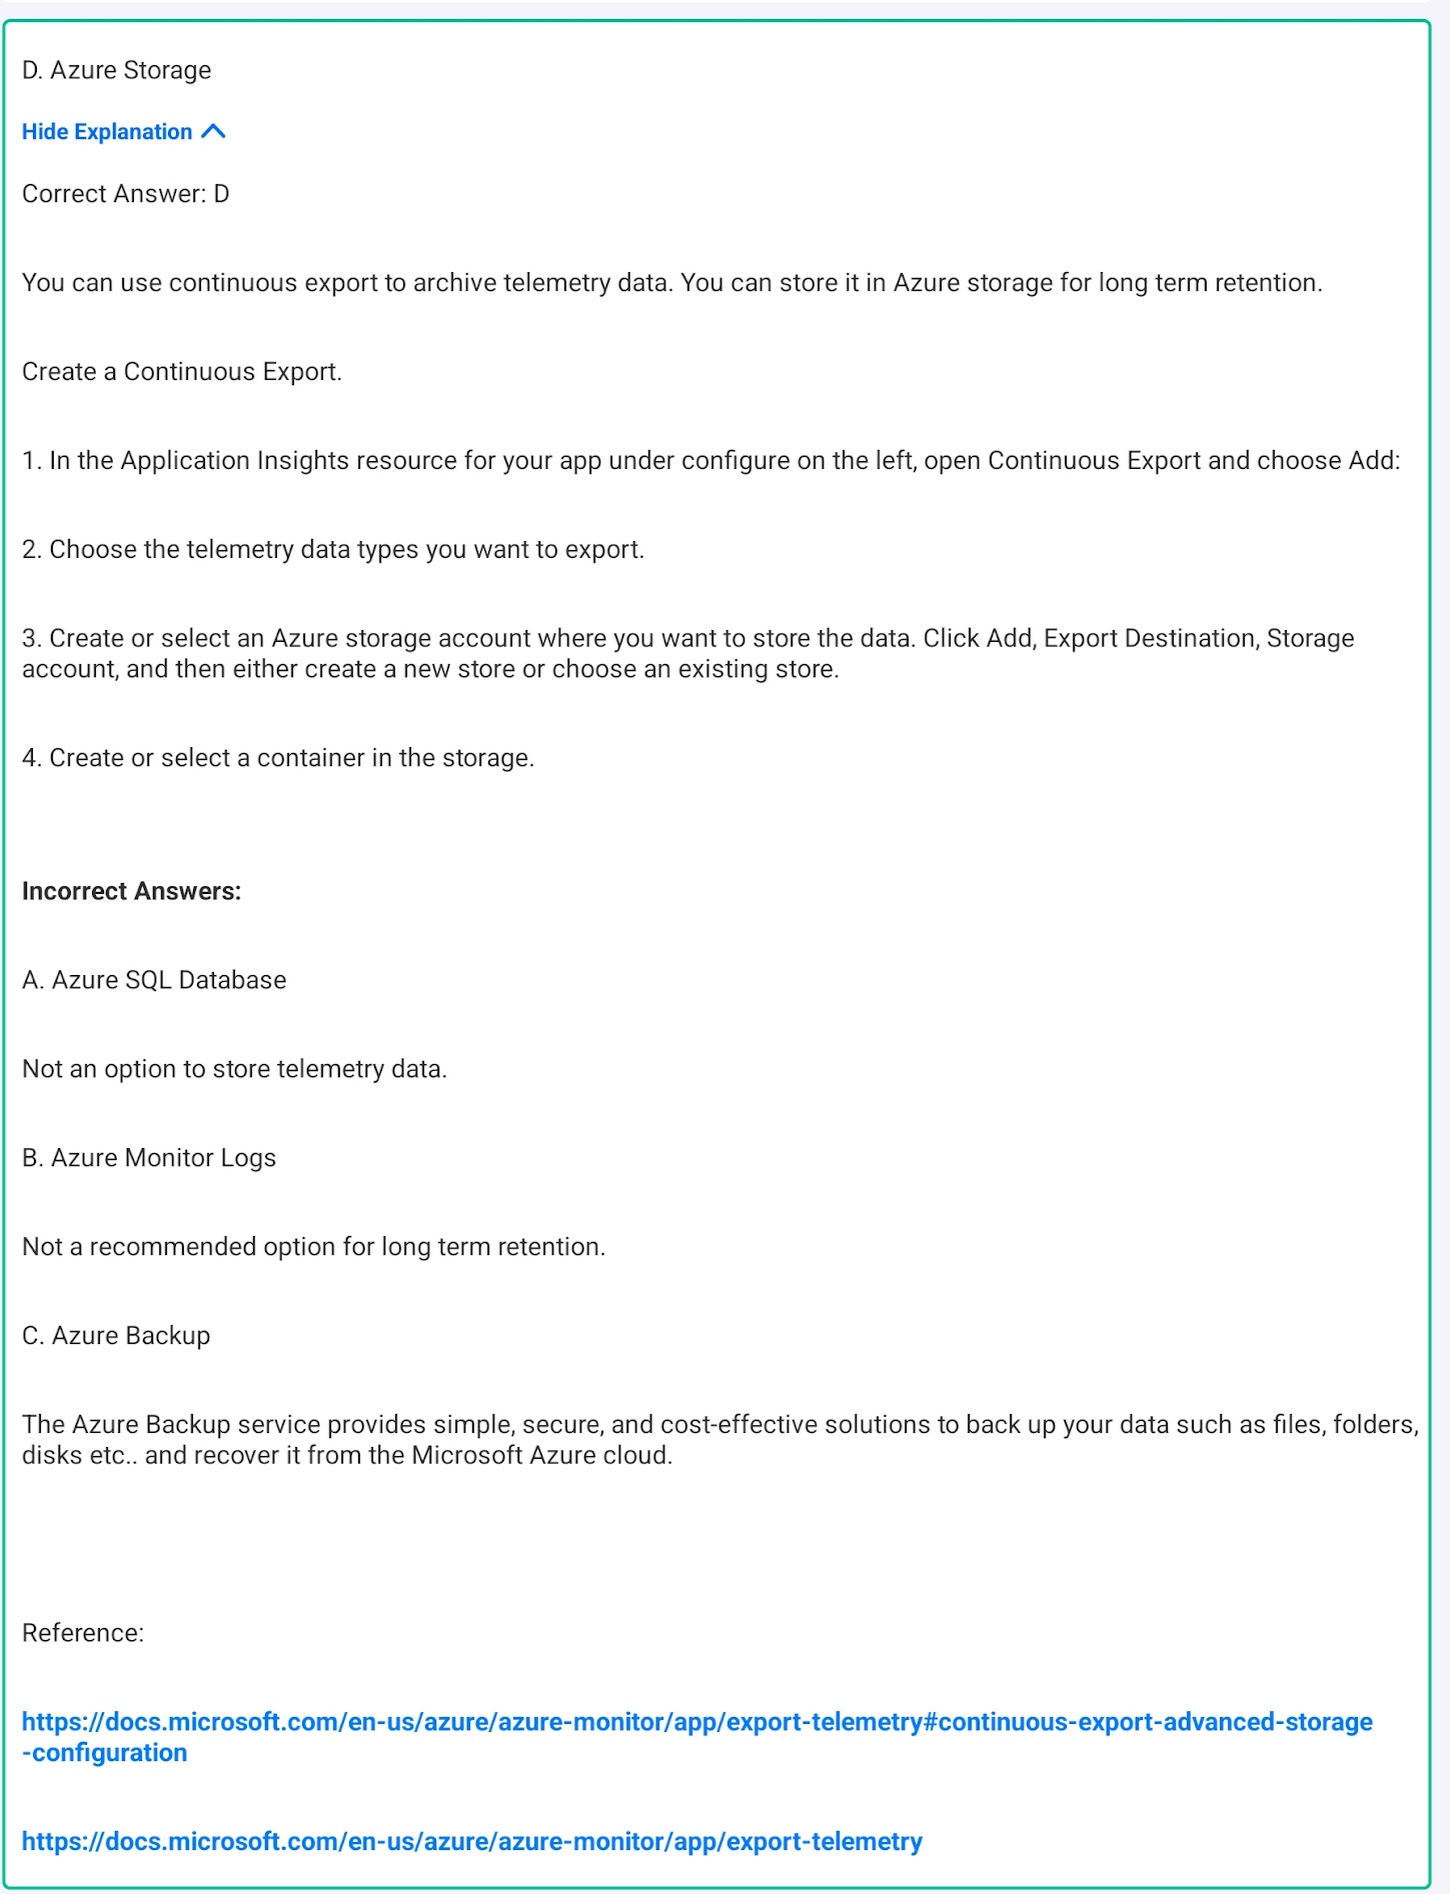 D. Azure Storage
Hide Explanation
Correct Answer: D
You can use continuous export to archive telemetry data. You can store it in Azure storage for long term retention.
Create a Continuous Export.
1. In the Application Insights resource for your app under configure on the left, open Continuous Export and choose Add:
2. Choose the telemetry data types you want to export.
3. Create or select an Azure storage account where you want to store the data. Click Add, Export Destination, Storage
account, and then either create a new store or choose an existing store.
4. Create or select a container in the storage.
Incorrect Answers:
A. Azure SQL Database
Not an option to store telemetry data.
B. Azure Monitor Logs
Not a recommended option for long term retention.
C. Azure Backup
The Azure Backup service provides simple, secure, and cost-effective solutions to back up your data such as files, folders,
disks etc.. and recover it from the Microsoft Azure cloud.
Reference:
https://docs.microsoft.com/en-us/azure/azure-monitor/app/export-telemetry#continuous-export-advanced-storage
-configuration
https://docs.microsoft.com/en-us/azure/azure-monitor/app/export-telemetry